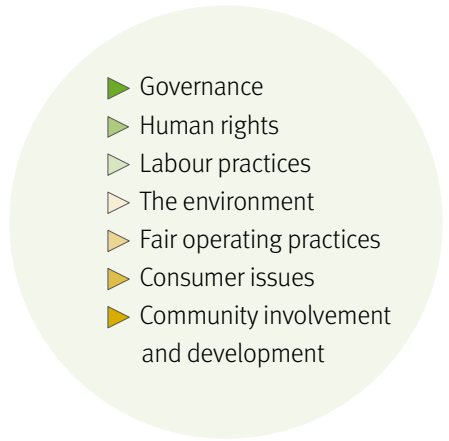 Governance
Human rights
Labour practices
The environment
Fair operating practices
Consumer issues
Community involvement
and development